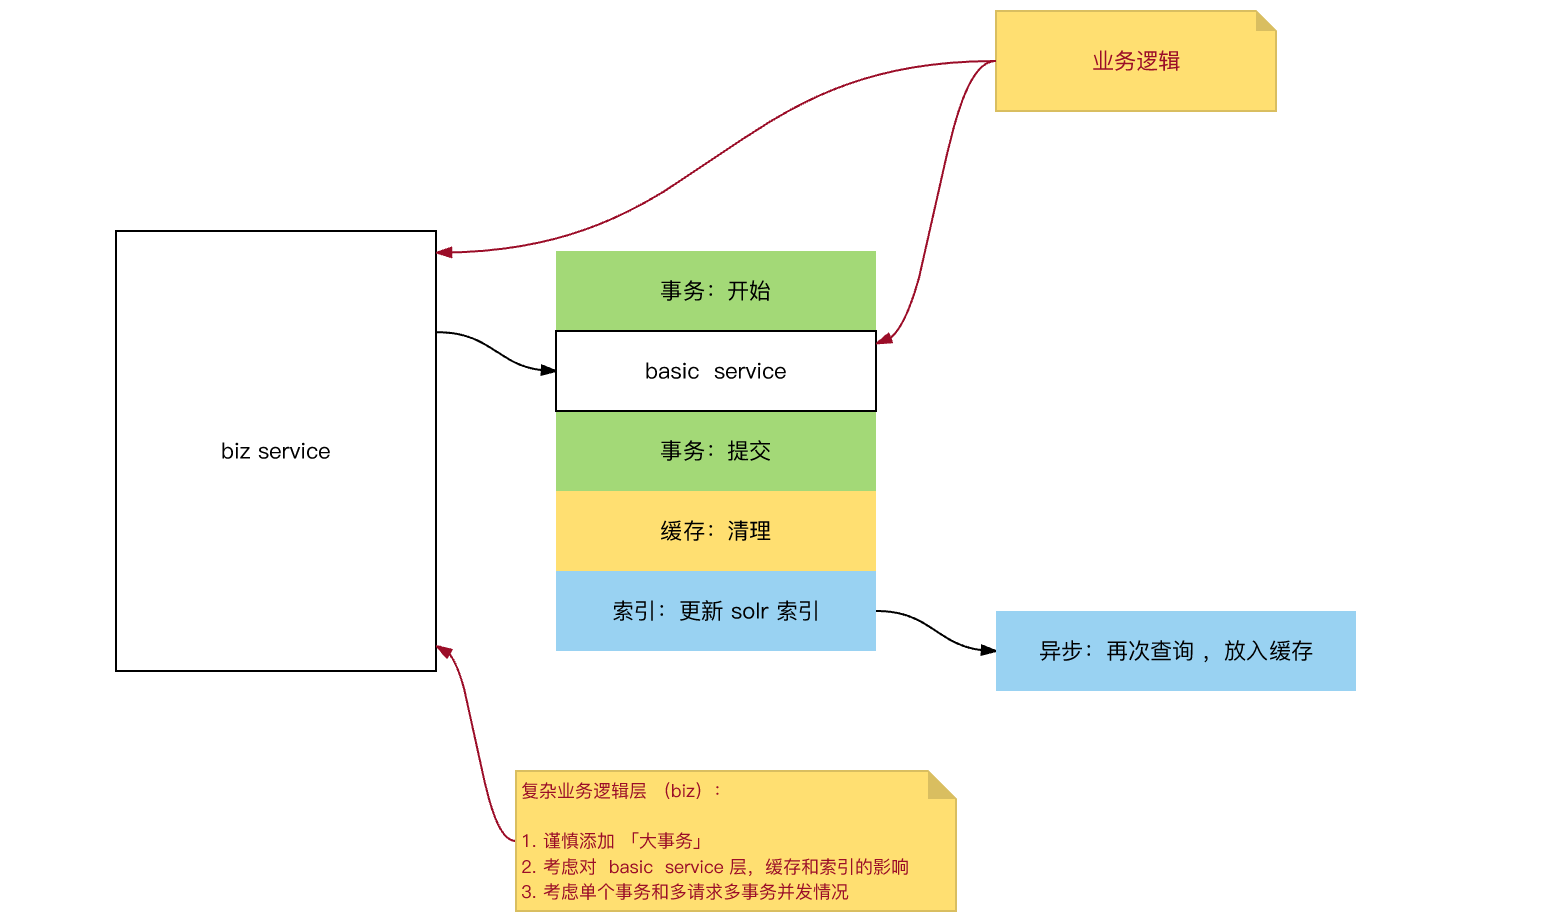 业务逻辑
事务：开始
basic service
biz service
事务：提交
缓存：清理
索引：更新 solr 索引
异步：再次查询 ，放入缓存
复杂业务逻辑层 （biz）：
1. 谨慎添加 「大事务」
2. 考虑对 basic service 层，缓存和索引的影响
3. 考虑单个事务和多请求多事务并发情况